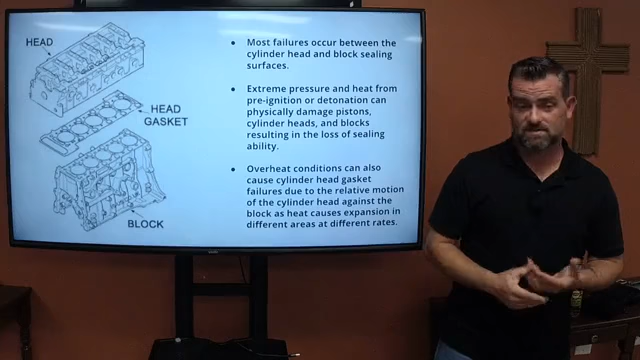 HEAD
HEAD
GASKET
BLOCK
● Most failures occur between the
cylinder head and block sealing
surfaces.
● Extreme pressure and heat from
pre-ignition or detonation can
physically damage pistons,
cylinder heads, and blocks
resulting in the loss of sealing
ability.
● Overheat conditions can also
cause cylinder head gasket
failures due to the relative motion
of the cylinder head against the
block as heat causes expansion in
different areas at different rates.